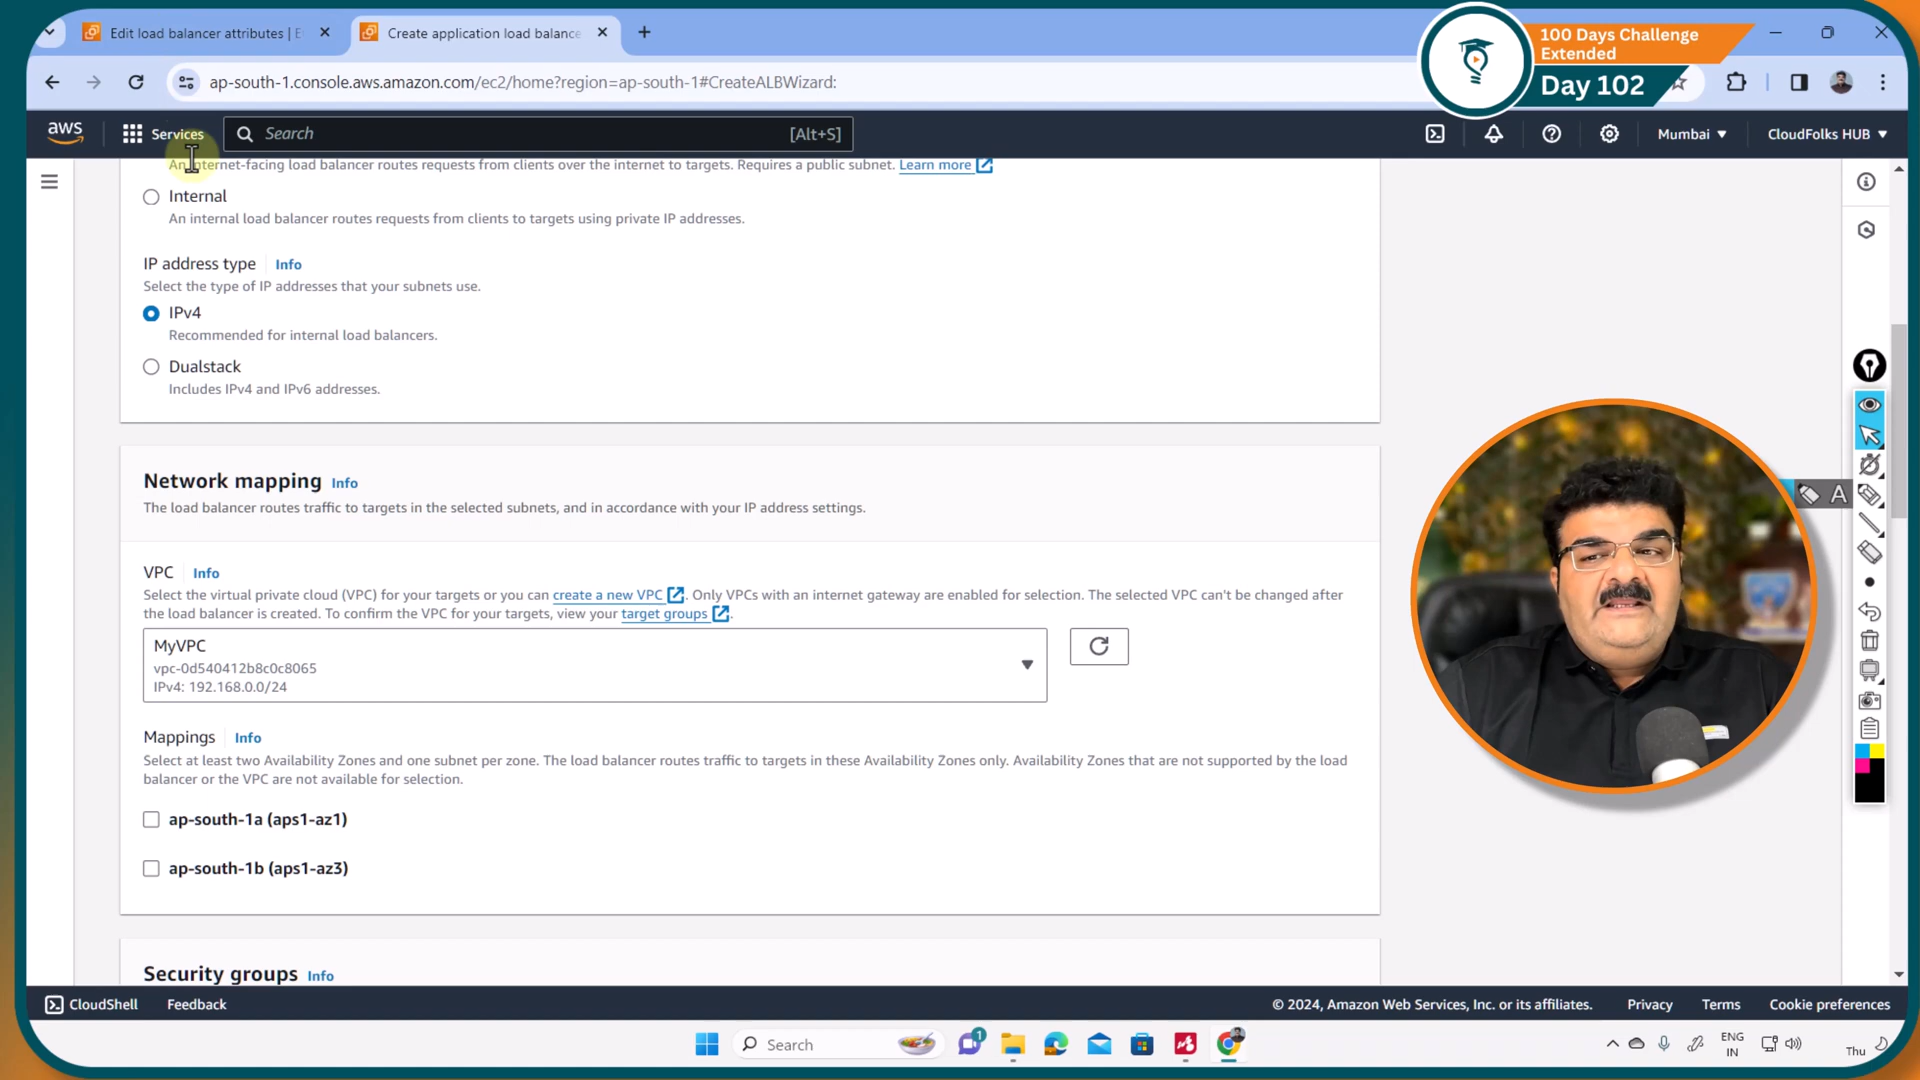 Edit load balancer attributes | E
Create application load balance
100 Days Challenge
Extended
Day 102
ap-south-1.console.aws.amazon.com/ec2/home?region=ap-south-1#CreateALBWizard:
aws
Services
Search
[Alt+S]
Mumbai
CloudFolks HUB
An internet-facing load balancer routes requests from clients over the internet to targets. Requires a public subnet. Learn more
Internal
An internal load balancer routes requests from clients to targets using private IP addresses.
IP address type Info
Select the type of IP addresses that your subnets use.
IPv4
Recommended for internal load balancers.
Dualstack
Includes IPv4 and IPv6 addresses.
Network mapping Info
The load balancer routes traffic to targets in the selected subnets, and in accordance with your IP address settings.
VPC Info
Select the virtual private cloud (VPC) for your targets or you can create a new VPC. Only VPCs with an internet gateway are enabled for selection. The selected VPC can't be changed after
the load balancer is created. To confirm the VPC for your targets, view your target groups.
MyVPC
vpc-0d540412b8c0c8065
IPv4: 192.168.0.0/24
Mappings Info
Select at least two Availability Zones and one subnet per zone. The load balancer routes traffic to targets in these Availability Zones only. Availability Zones that are not supported by the load
balancer or the VPC are not available for selection.
ap-south-1a (aps1-az1)
ap-south-1b (aps1-az3)
Security groups Info
A
CloudShell
Feedback
© 2024, Amazon Web Services, Inc. or its affiliates.
Privacy
Terms
Cookie preferences
Search
1
ENG
IN
Thu